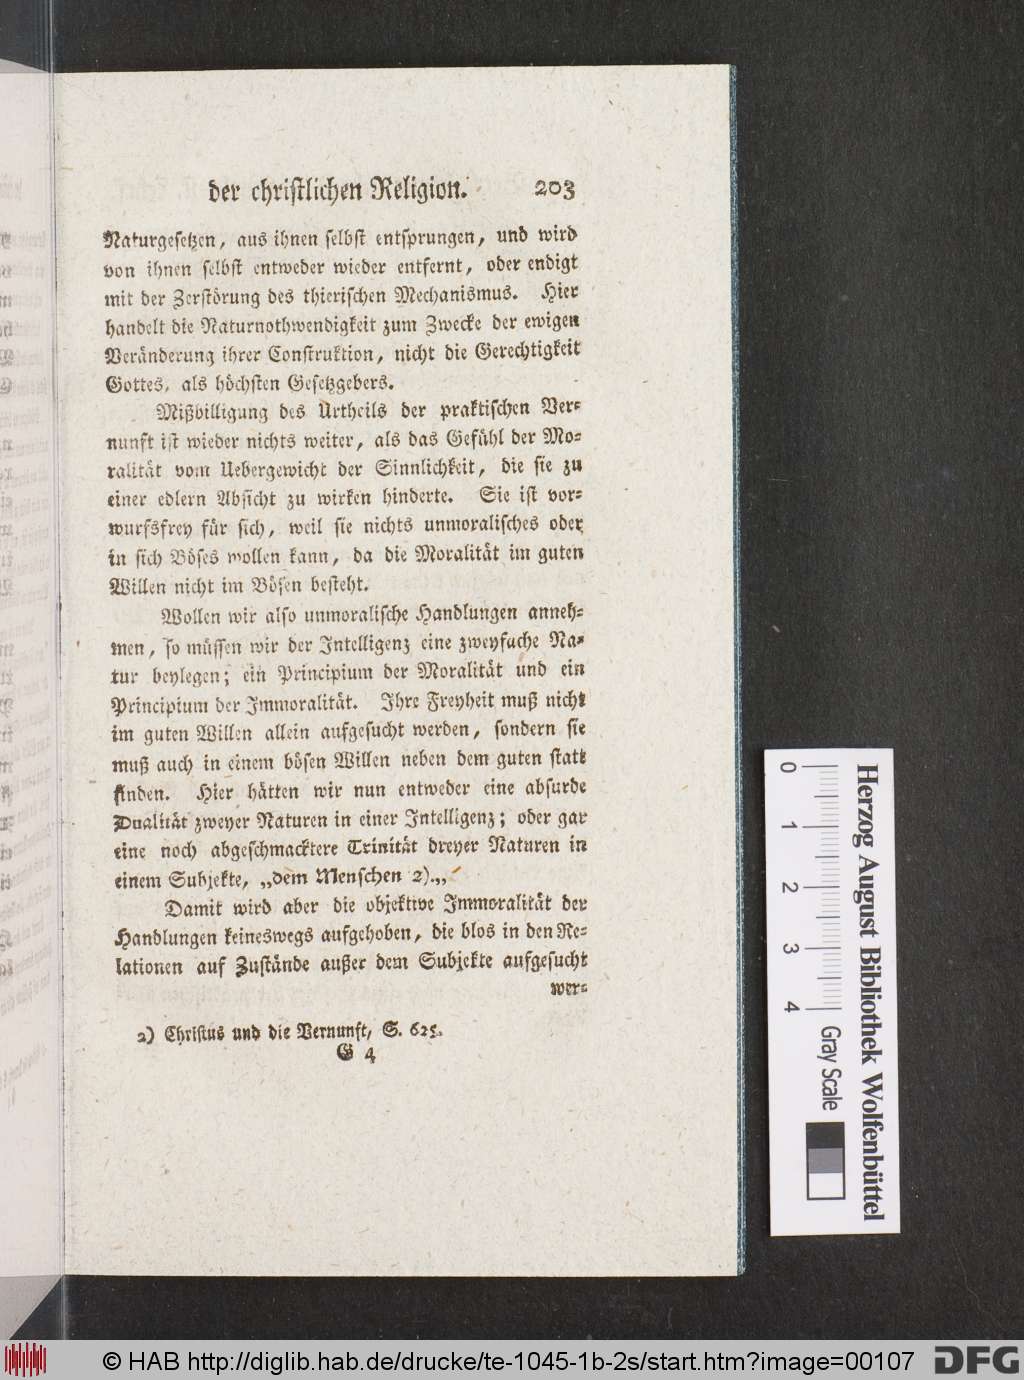 der christlichen Religion. 203
Naturgesetzen, aus ihnen selbst entsprungen, und wird
von ihnen selbst entweder wieder entfernt, oder endigt
mit der Zerstörung des thierischen Mechanismus. Hier
handelt die Naturnothwendigkeit zum Zwecke der ewigen
Veränderung ihrer Construktion, nicht die Gerechtigkeit
Gottes, als höchsten Gesetzgebers.
Mißbilligung des Urtheils der praktischen Ver-
nunft ist wieder nichts weiter, als das Gefühl der Mo-
ralität vom Uebergewicht der Sinnlichkeit, die sie zu
einer edlern Absicht zu wirken hinderte. Sie ist vor-
wurfsfrey für sich, weil sie nichts unmoralisches oder
in sich Böses wollen kann, da die Moralität im guten
Willen nicht im Bösen besteht.
Wollen wir also unmoralische Handlungen anneh-
men, so müssen wir der Intelligenz eine zweyfache Na-
tur beylegen; ein Principium der Moralität und ein
Principium der Immoralität. Ihre Freyheit muß nicht
im guten Willen allein aufgesucht werden, sondern sie
muß auch in einem bösen Willen neben dem guten statt
finden. Hier hätten wir nun entweder eine absurde
Dualität zweyer Naturen in einer Intelligenz; oder gar
eine noch abgeschmacktere Trinität dreyer Naturen in
einem Subjekte, „dem Menschen 2).„
Damit wird aber die objektive Immoralität der
Handlungen keineswegs aufgehoben, die blos in den Re-
lationen auf Zustände außer dem Subjekte aufgesucht
wer-
2) Christus und die Vernunft, S. 625.
G 4
0 1 2 3 4
Herzog August Bibliothek Wolfenbüttel
Gray Scale
© HAB http://diglib.hab.de/drucke/te-1045-1b-2s/start.htm?image=00107
DFG